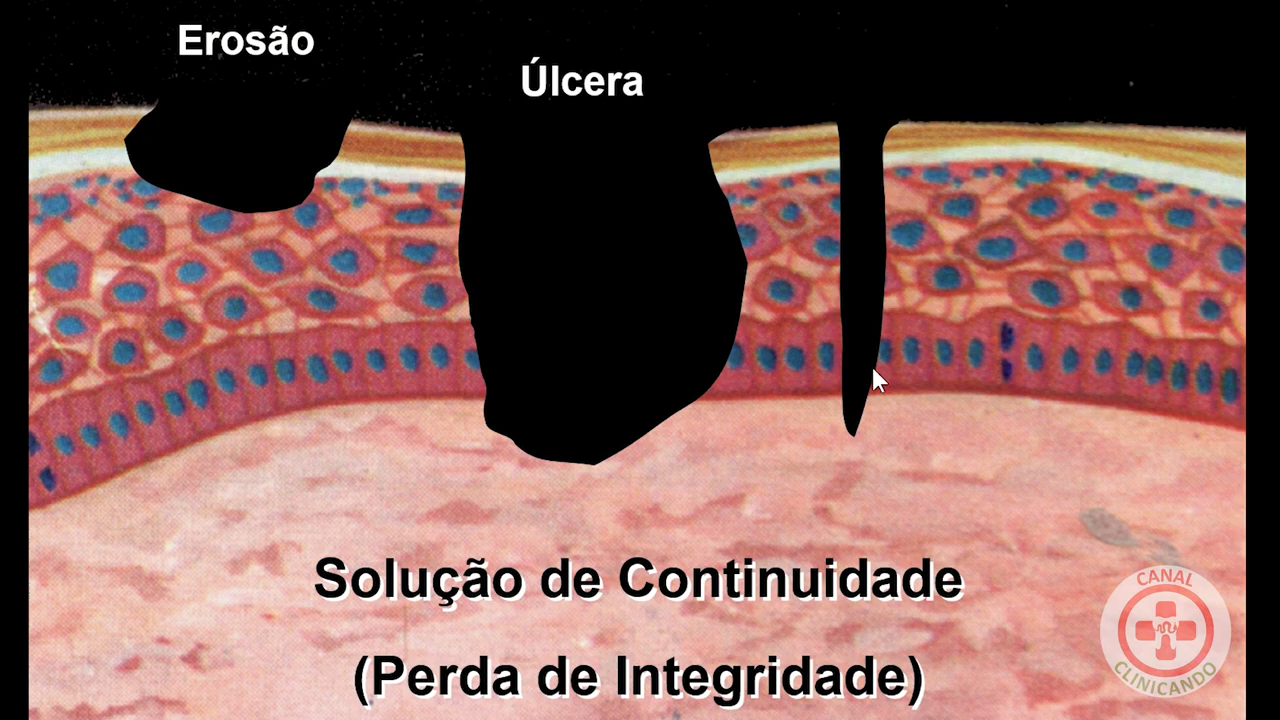 Erosão
Úlcera
Solução de Continuidade
(Perda de Integridade)
CANAL
CLINICANDO